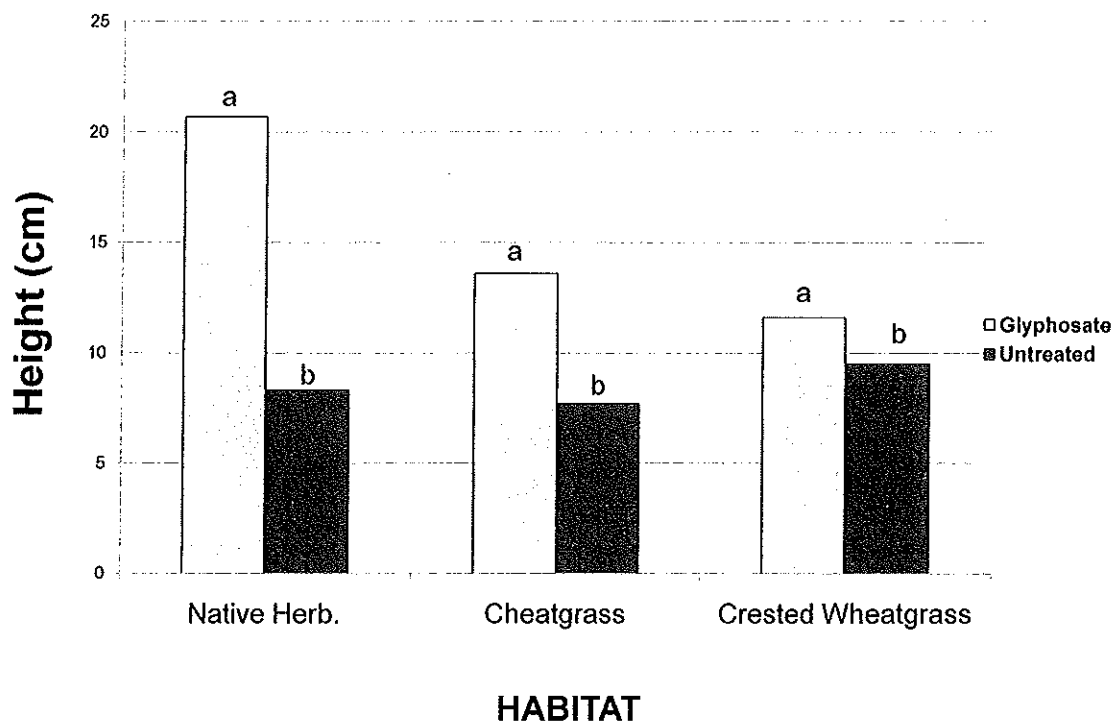 25
a
20
Height (cm)
15
a
a
Glyphosate
b
Untreated
10
b
b
5
0
Native Herb.
Cheatgrass
Crested Wheatgrass
HABITAT